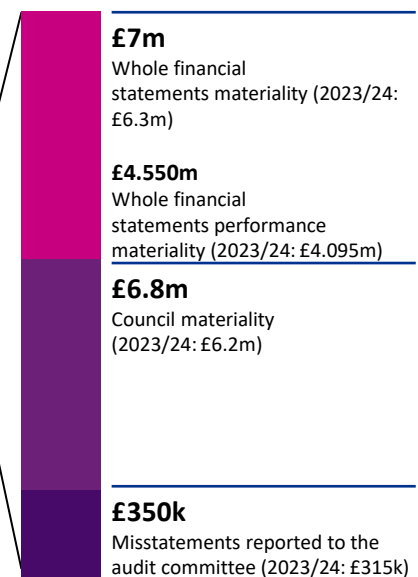 £7m
Whole financial
statements materiality (2023/24:
£6.3m)
£4.550m
Whole financial
statements performance
materiality (2023/24: £4.095m)
£6.8m
Council materiality
(2023/24: £6.2m)
£350k
Misstatements reported to the
audit committee (2023/24: £315k)